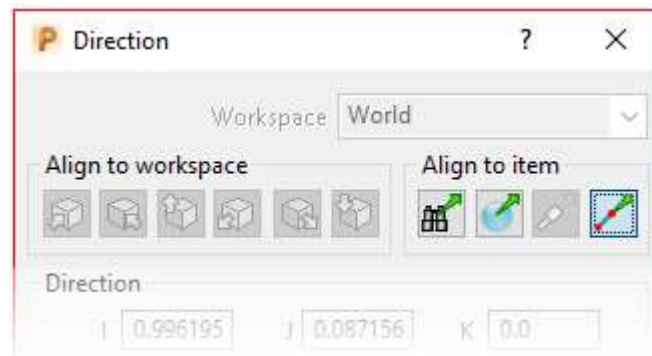 Direction ?
Workspace World
Align to workspace Align to item
Direction
I 0.996195 J 0.087156 K 0.0